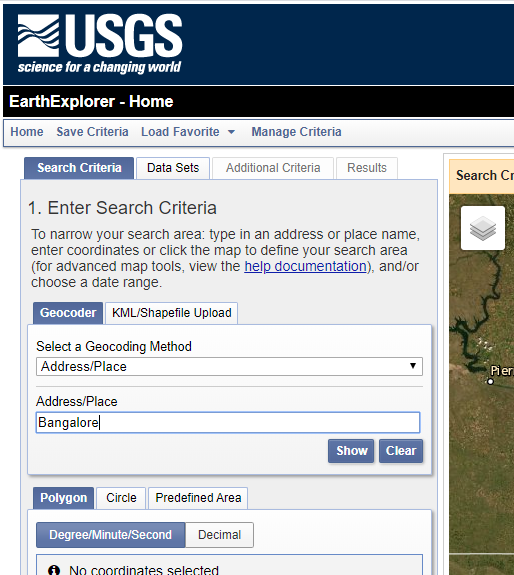 USGS
science for a changing world
EarthExplorer - Home
Home Save Criteria Load Favorite Manage Criteria
Search Criteria Data Sets Additional Criteria Results
Search Cr
1. Enter Search Criteria
To narrow your search area: type in an address or place name,
enter coordinates or click the map to define your search area
(for advanced map tools, view the help documentation), and/or
choose a date range.
Geocoder KML/Shapefile Upload
Select a Geocoding Method
Address/Place
Pier
Address/Place
Bangalore
Show Clear
Polygon Circle Predefined Area
Degree/Minute/Second Decimal
No coordinates selected